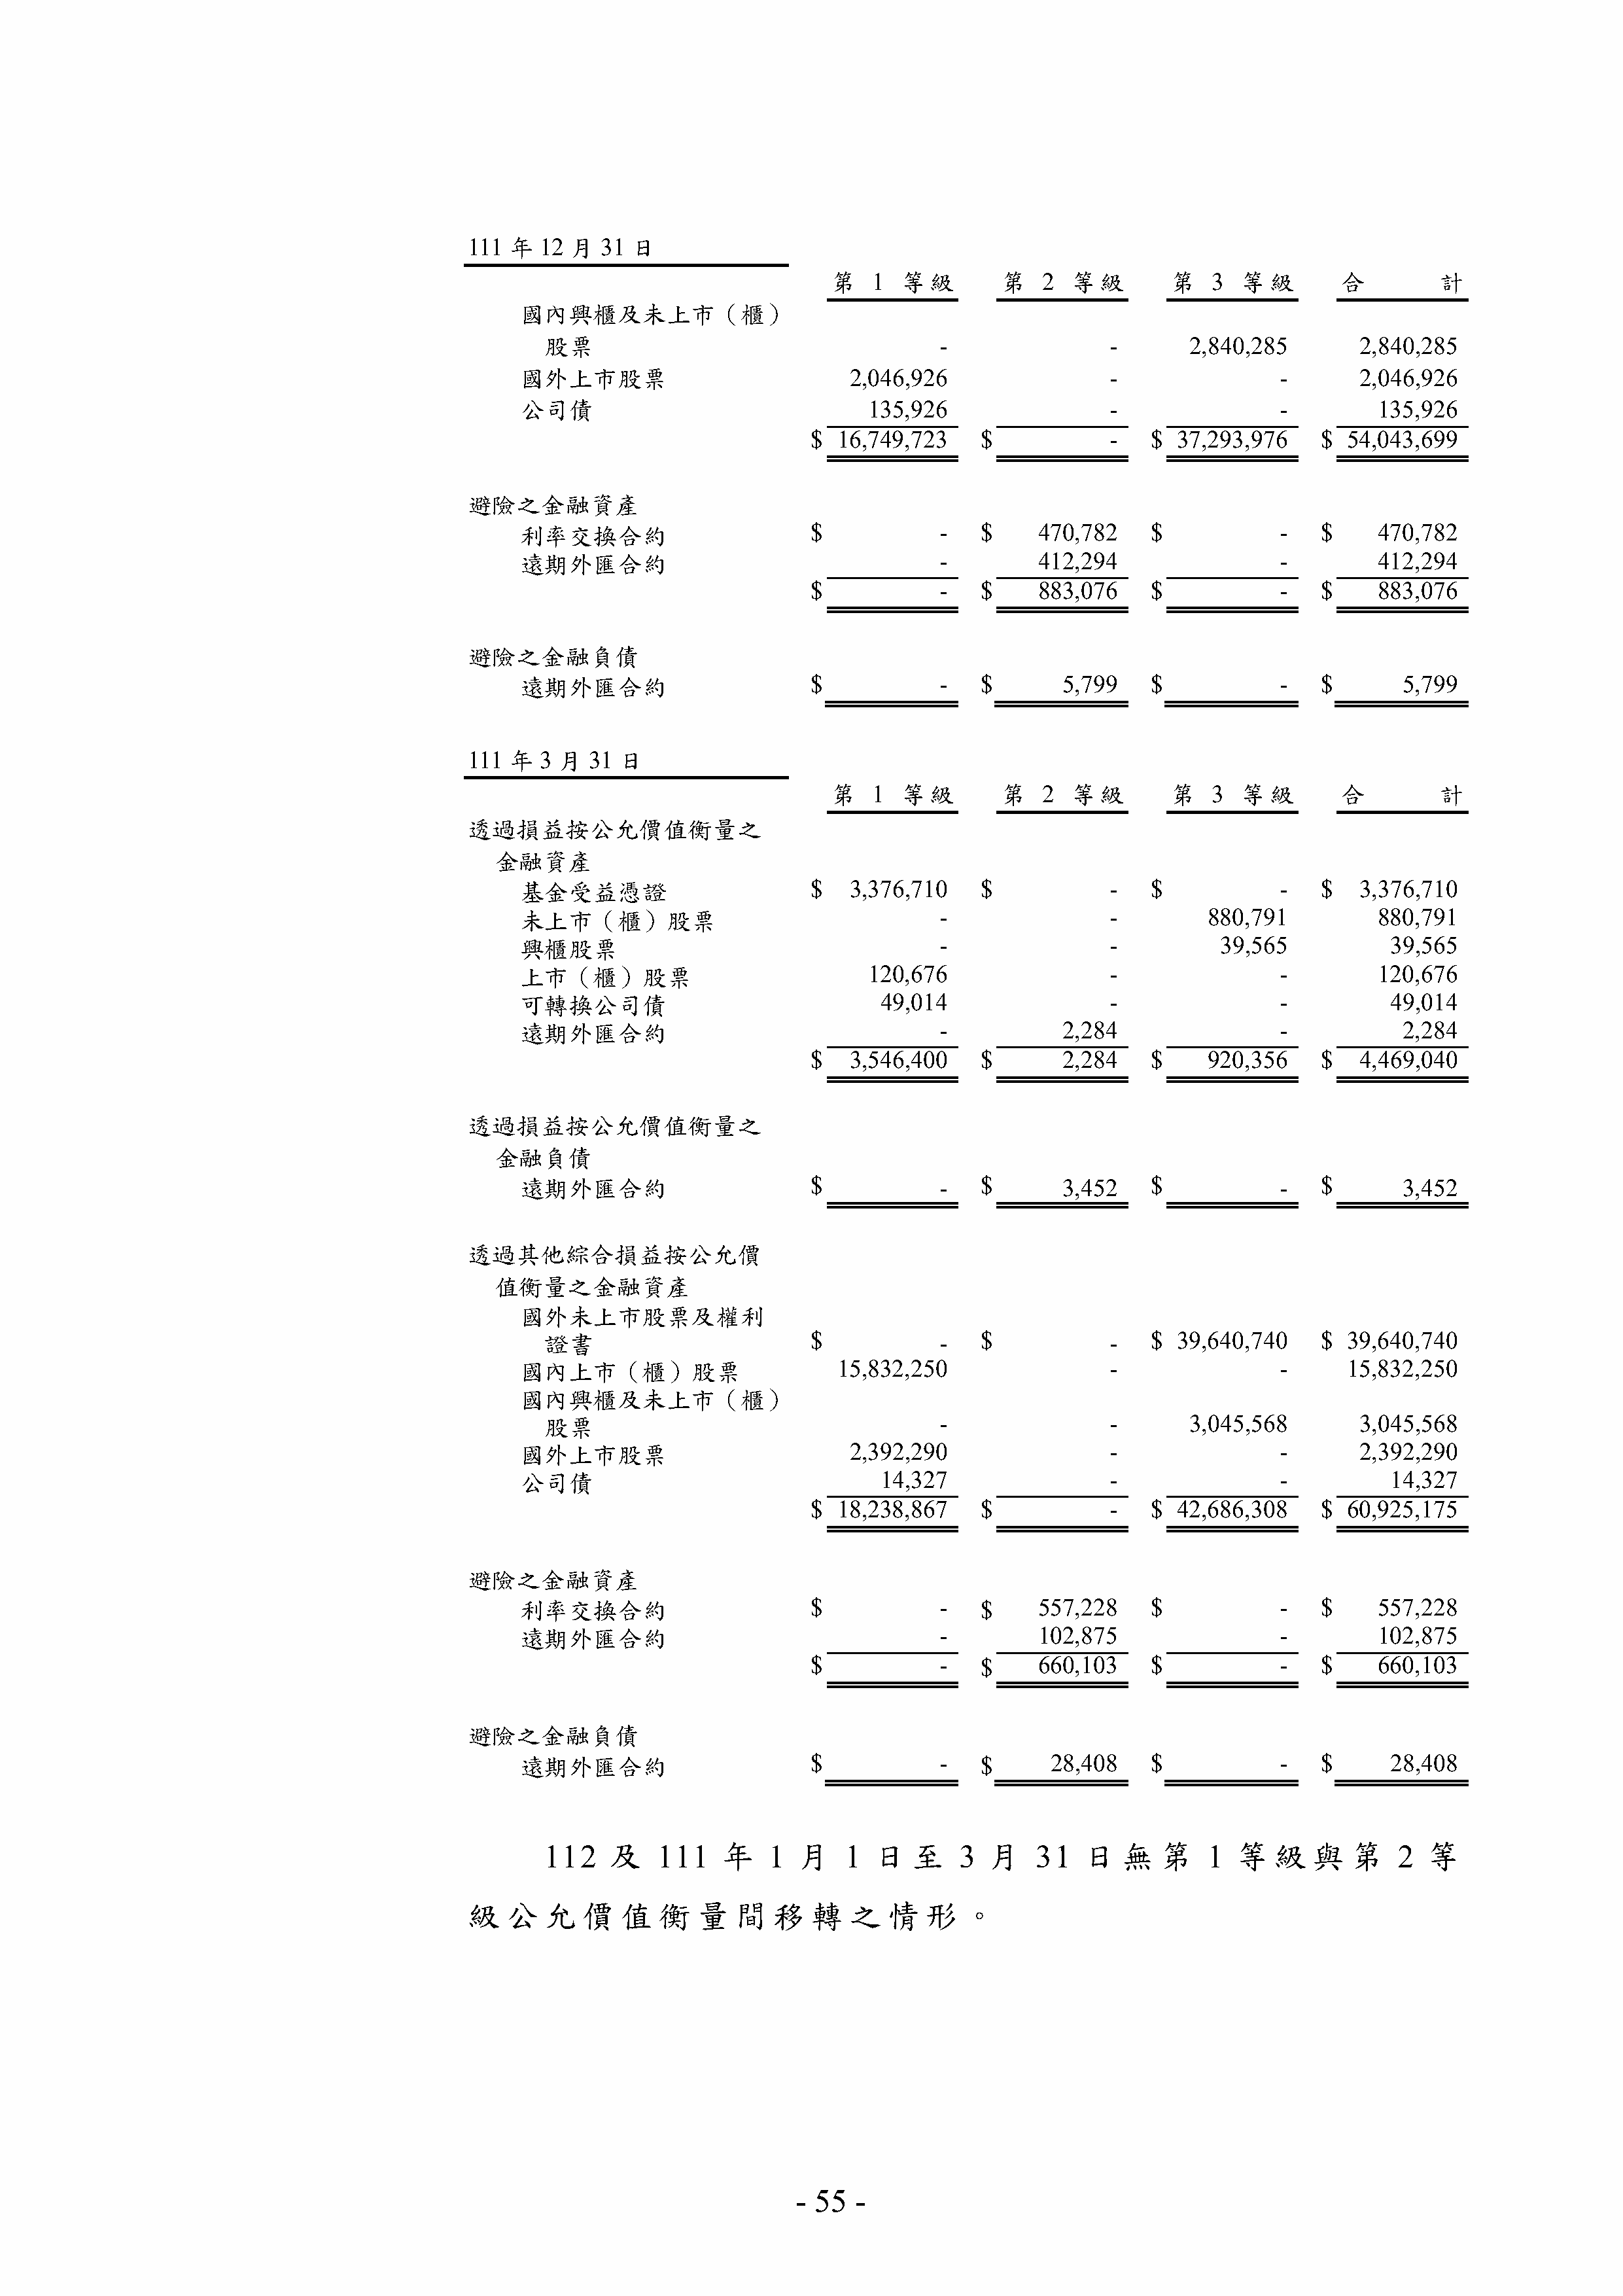 111 年 12 月 31 日
第 1 等級 第 2 等級 第 3 等級 合 計
國內興櫃及未上市（櫃）
股票 - - 2,840,285 2,840,285
國外上市股票 2,046,926 - - 2,046,926
公司債 135,926 - - 135,926
$ 16,749,723 $ - $ 37,293,976 $ 54,043,699
避險之金融資產
利率交換合約 $ - $ 470,782 $ - $ 470,782
遠期外匯合約 - 412,294 - 412,294
$ - $ 883,076 $ - $ 883,076
避險之金融負債
遠期外匯合約 $ - $ 5,799 $ - $ 5,799
111 年 3 月 31 日
第 1 等級 第 2 等級 第 3 等級 合 計
透過損益按公允價值衡量之
金融資產
基金受益憑證 $ 3,376,710 $ - $ - $ 3,376,710
未上市（櫃）股票 - - 880,791 880,791
興櫃股票 - - 39,565 39,565
上市（櫃）股票 120,676 - - 120,676
可轉換公司債 49,014 - - 49,014
遠期外匯合約 - 2,284 - 2,284
$ 3,546,400 $ 2,284 $ 920,356 $ 4,469,040
透過損益按公允價值衡量之
金融負債
遠期外匯合約 $ - $ 3,452 $ - $ 3,452
透過其他綜合損益按公允價
值衡量之金融資產
國外未上市股票及權利
證書 $ - $ - $ 39,640,740 $ 39,640,740
國內上市（櫃）股票 15,832,250 - - 15,832,250
國內興櫃及未上市（櫃）
股票 - - 3,045,568 3,045,568
國外上市股票 2,392,290 - - 2,392,290
公司債 14,327 - - 14,327
$ 18,238,867 $ - $ 42,686,308 $ 60,925,175
避險之金融資產
利率交換合約 $ - $ 557,228 $ - $ 557,228
遠期外匯合約 - 102,875 - 102,875
$ - $ 660,103 $ - $ 660,103
避險之金融負債
遠期外匯合約 $ - $ 28,408 $ - $ 28,408
112 及 111 年 1 月 1 日至 3 月 31 日無第 1 等級與第 2 等
級公允價值衡量間移轉之情形。
- 55 -